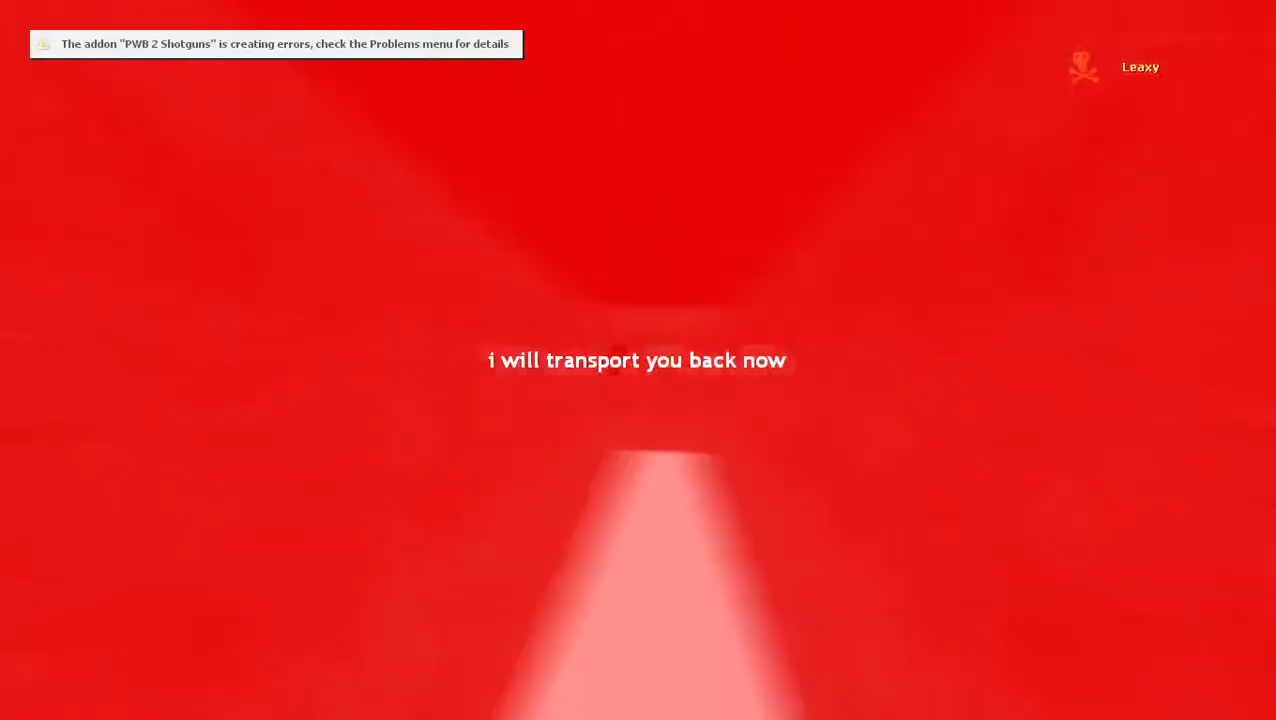 The addon "PWB 2 Shotguns" is creating errors, check the Problems menu for details
Leaxy
i will transport you back now